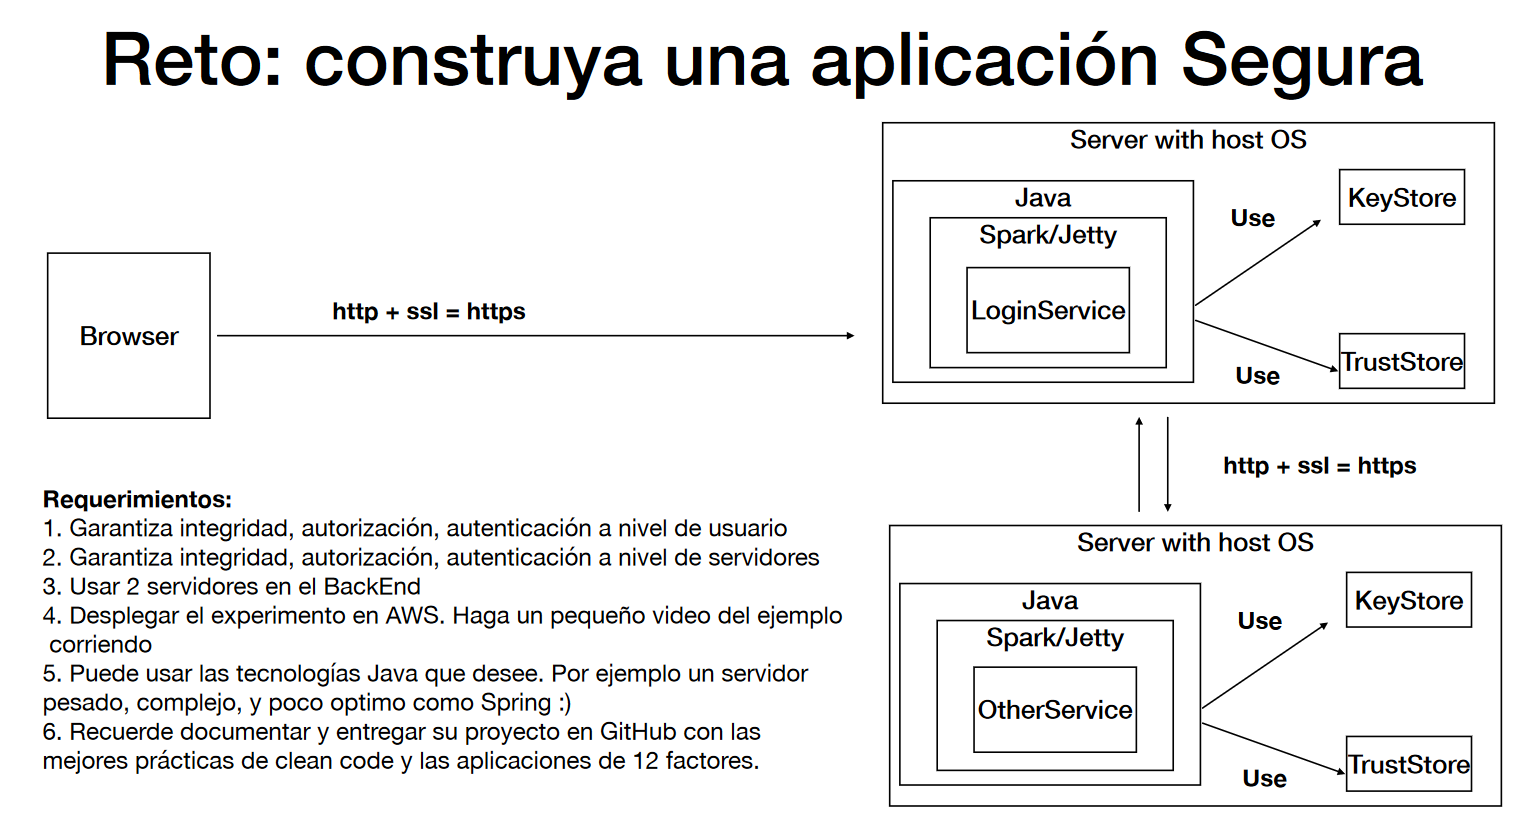 Reto: construya una aplicación Segura
Server with host OS
Java
Spark/Jetty
LoginService
Use
KeyStore
Use
TrustStore
Browser
http + ssl = https
http + ssl = https
Requerimientos:
1. Garantiza integridad, autorización, autenticación a nivel de usuario
2. Garantiza integridad, autorización, autenticación a nivel de servidores
3. Usar 2 servidores en el BackEnd
4. Desplegar el experimento en AWS. Haga un pequeño video del ejemplo
corriendo
5. Puede usar las tecnologías Java que desee. Por ejemplo un servidor
pesado, complejo, y poco optimo como Spring :)
6. Recuerde documentar y entregar su proyecto en GitHub con las
mejores prácticas de clean code y las aplicaciones de 12 factores.
Server with host OS
Java
Spark/Jetty
OtherService
Use
KeyStore
Use
TrustStore